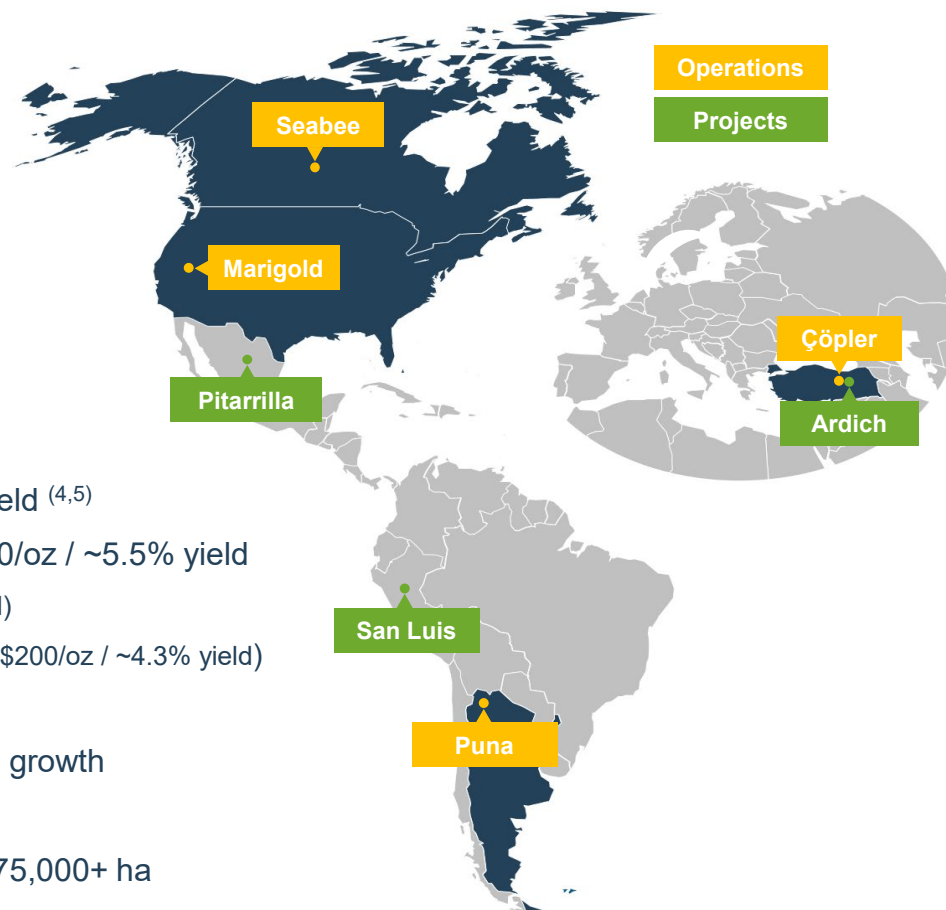 Operations
Projects
Seabee
Marigold
Çöpler
Pitarrilla
Ardich
eld (4,5)
0/oz / ~5.5% yield
)
San Luis
$200/oz / ~4.3% yield)
Puna
growth
75,000+ ha